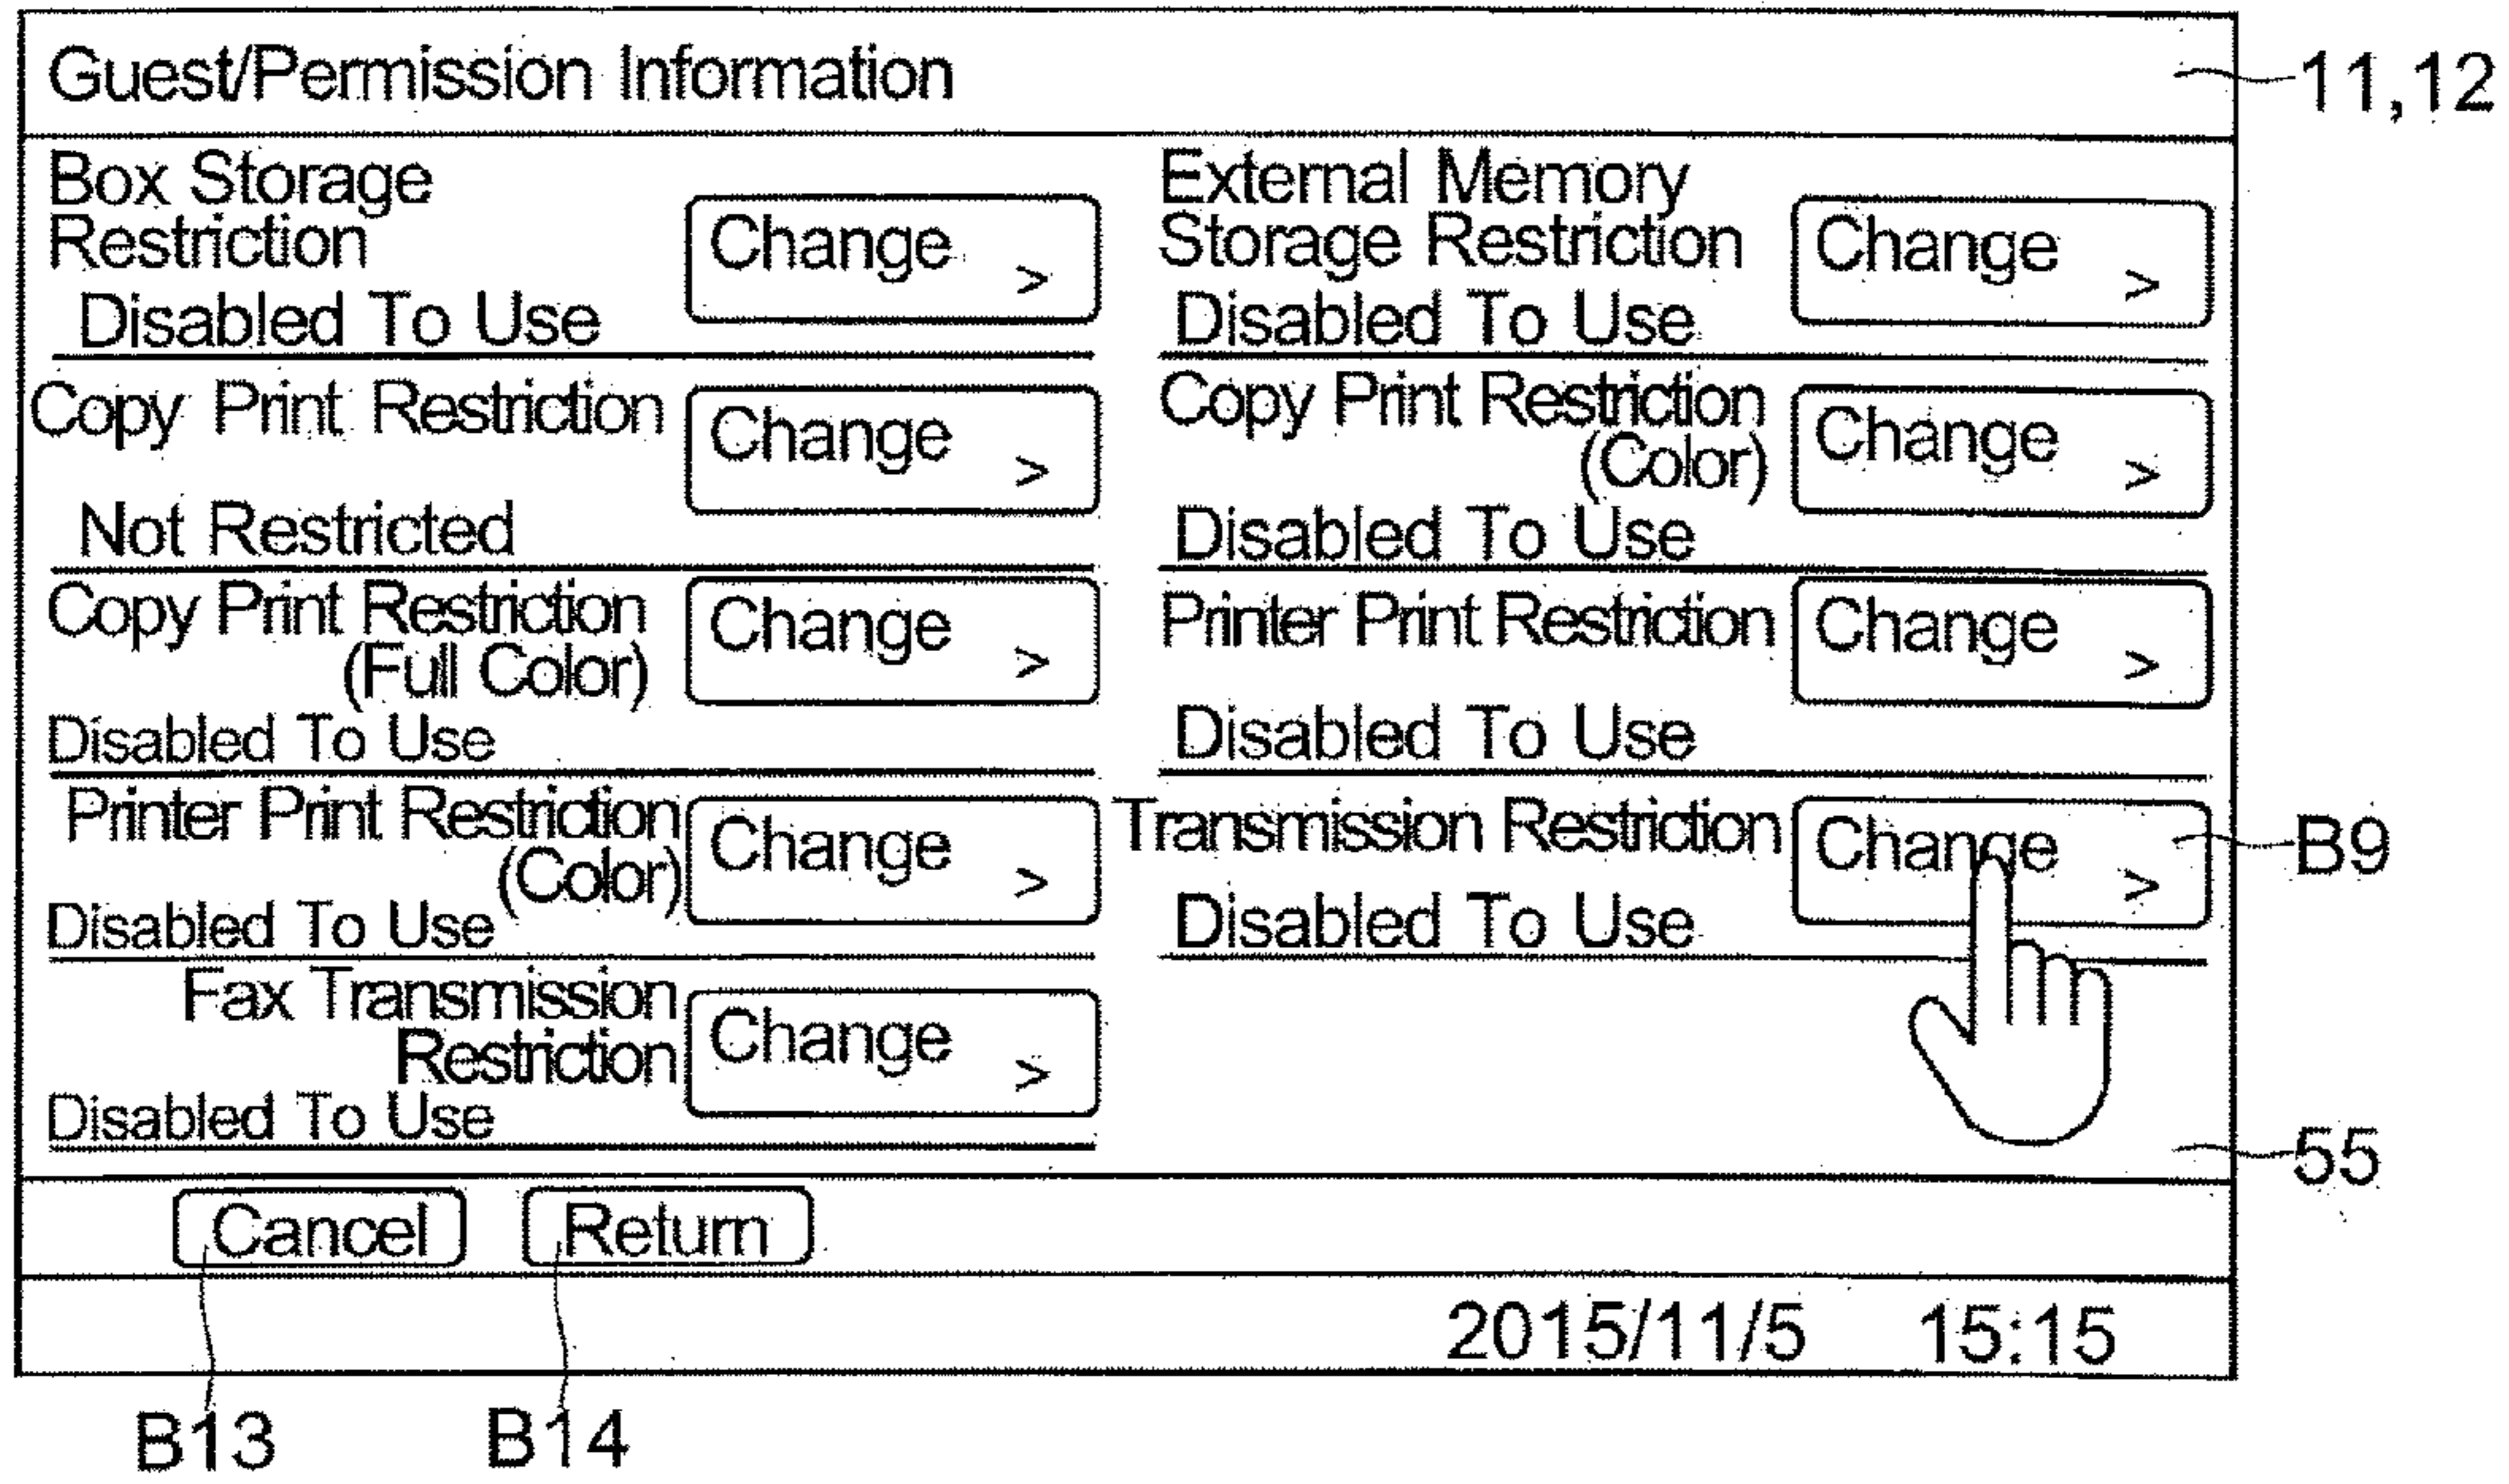 Guest/Permission Information
11,12
Box Storage
Restriction
Disabled To Use
Change >
External Memory
Storage Restriction
Disabled To Use
Change >
Copy Print Restriction
Not Restricted
Change >
Copy Print Restriction
(Color)
Disabled To Use
Change >
Copy Print Restriction
(Full Color)
Disabled To Use
Change >
Printer Print Restriction
Disabled To Use
Change >
Printer Print Restriction
(Color)
Disabled To Use
Change >
Transmission Restriction
Disabled To Use
Change >
B9
Fax Transmission
Restriction
Disabled To Use
Change >
55
Cancel
Return
2015/11/5 15:15
B13
B14